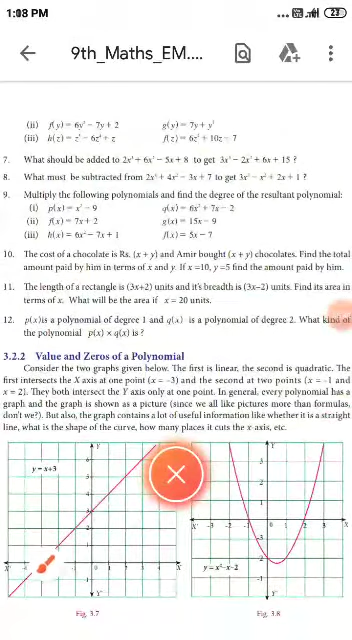 1:08 PM
23
9th_Maths_EM....
(ii) f(y) = 6y² − 7y + 2 g(y) = 7y + y³
(iii) h(z) = z⁵ − 6z⁴ + z f(z) = 6z² + 10z − 7
7. What should be added to 2x³ + 6x² − 5x + 8 to get 3x³ − 2x² + 6x + 15 ?
8. What must be subtracted from 2x⁴ + 4x² − 3x + 7 to get 3x³ − x² + 2x + 1 ?
9. Multiply the following polynomials and find the degree of the resultant polynomial:
(i) p(x) = x² − 9 q(x) = 6x² + 7x − 2
(ii) f(x) = 7x + 2 g(x) = 15x − 9
(iii) h(x) = 6x² − 7x + 1 f(x) = 5x − 7
10. The cost of a chocolate is Rs. (x + y) and Amir bought (x + y) chocolates. Find the total
amount paid by him in terms of x and y. If x =10, y =5 find the amount paid by him.
11. The length of a rectangle is (3x+2) units and it's breadth is (3x−2) units. Find its area in
terms of x. What will be the area if x = 20 units.
12. p(x)is a polynomial of degree 1 and q(x) is a polynomial of degree 2. What kind of
the polynomial p(x) × q(x) is ?
3.2.2 Value and Zeros of a Polynomial
Consider the two graphs given below. The first is linear, the second is quadratic. The
first intersects the X axis at one point (x = −3) and the second at two points (x = −1 and
x = 2). They both intersect the Y axis only at one point. In general, every polynomial has a
graph and the graph is shown as a picture (since we all like pictures more than formulas,
don't we?). But also, the graph contains a lot of useful information like whether it is a straight
line, what is the shape of the curve, how many places it cuts the x-axis, etc.
y = x+3
y = x²−x−2
Fig. 3.7 Fig. 3.8